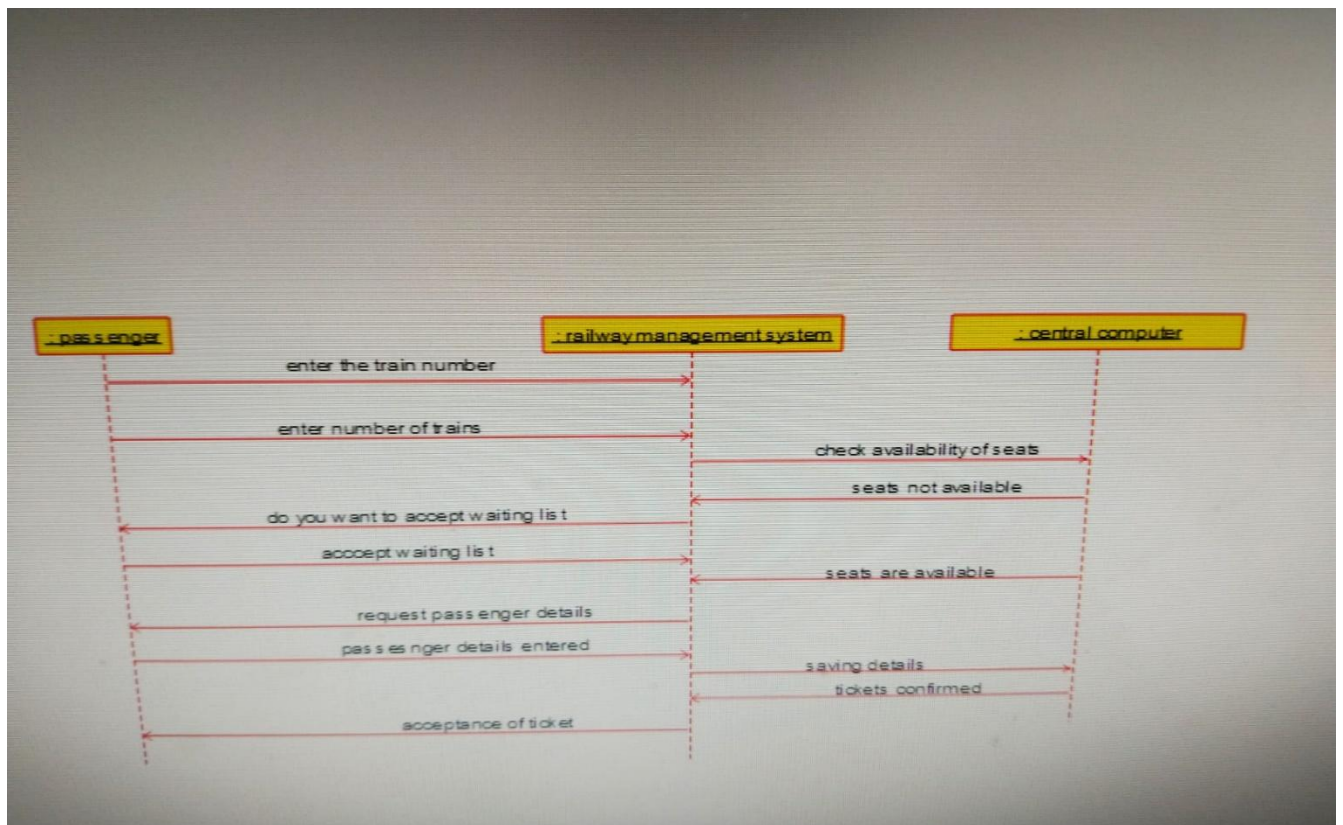 : passenger
: railway management system
: central computer
enter the train number
enter number of trains
check availability of seats
seats not available
do you want to accept waiting list
acccept waiting list
seats are available
request passenger details
passesnger details entered
saving details
tickets confirmed
acceptance of ticket